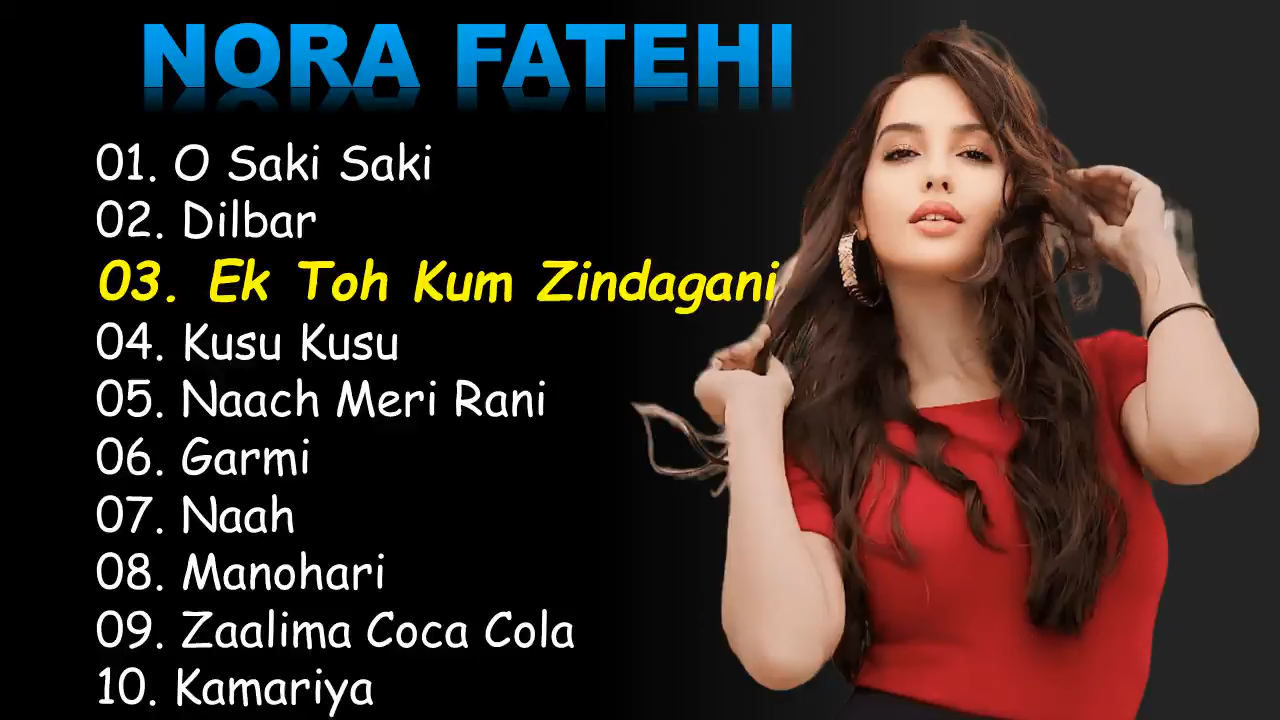 NORA FATEHI
01. O Saki Saki
02. Dilbar
03. Ek Toh Kum Zindagani
04. Kusu Kusu
05. Naach Meri Rani
06. Garmi
07. Naah
08. Manohari
09. Zaalima Coca Cola
10. Kamariya